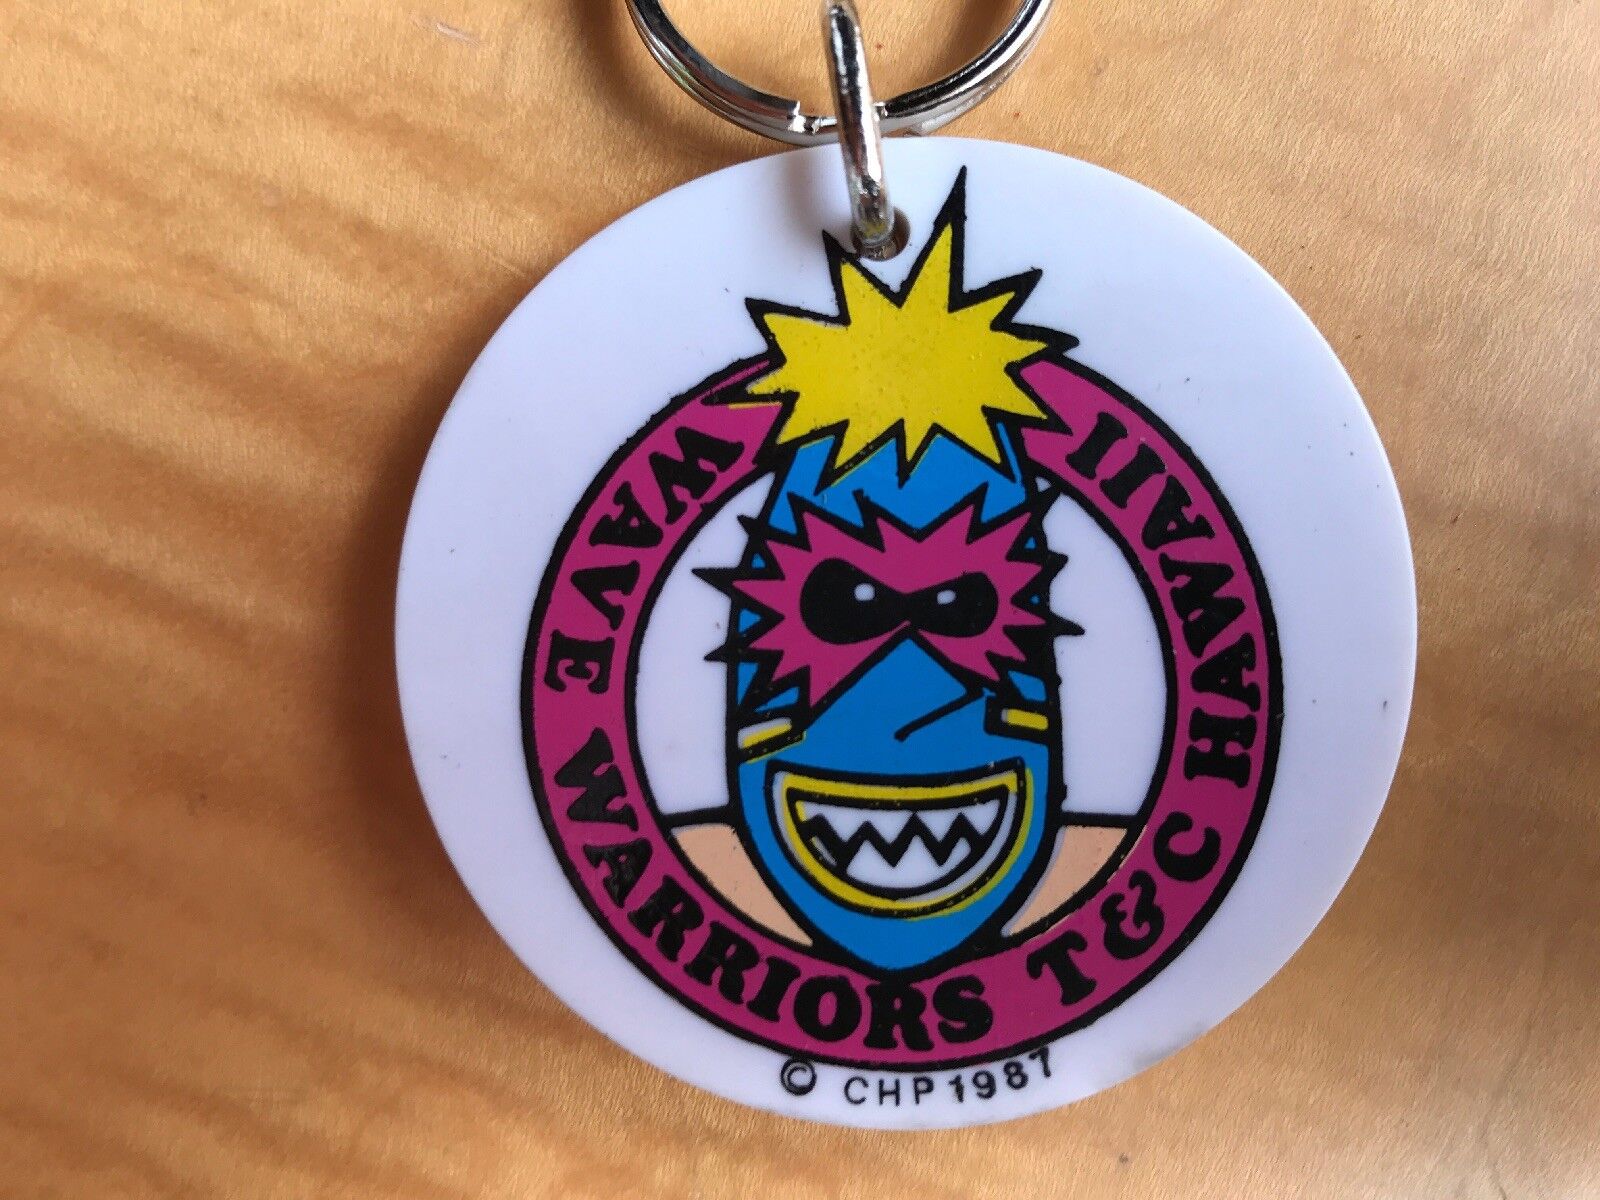 WAVE WARRIORS T&C HAWAII
© CHP 1987